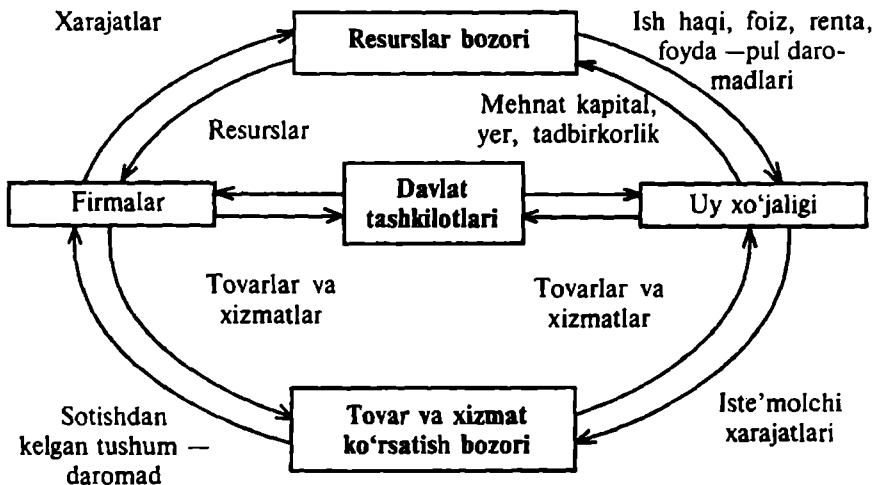 Xarajatlar
Resurslar bozori
Ish haqi, foiz, renta,
foyda —pul daro-
madlari
Resurslar
Mehnat kapital,
yer, tadbirkorlik
Firmalar
Davlat
tashkilotlari
Uy xo‘jaligi
Tovarlar va
xizmatlar
Tovarlar va
xizmatlar
Sotishdan
kelgan tushum —
daromad
Tovar va xizmat
ko‘rsatish bozori
Iste’molchi
xarajatlari